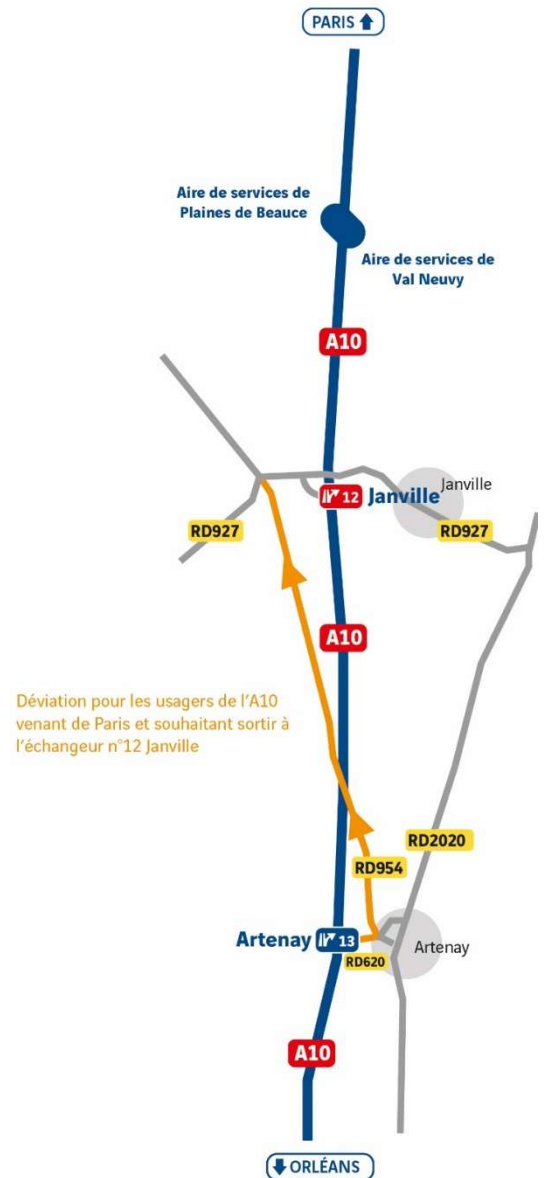 PARIS
Aire de services de
Plaines de Beauce
Aire de services de
Val Neuvy
A10
12 Janville
Janville
RD927
RD927
A10
Déviation pour les usagers de l'A10
venant de Paris et souhaitant sortir à
l'échangeur n°12 Janville
RD2020
RD954
Artenay 13
Artenay
RD620
A10
ORLÉANS